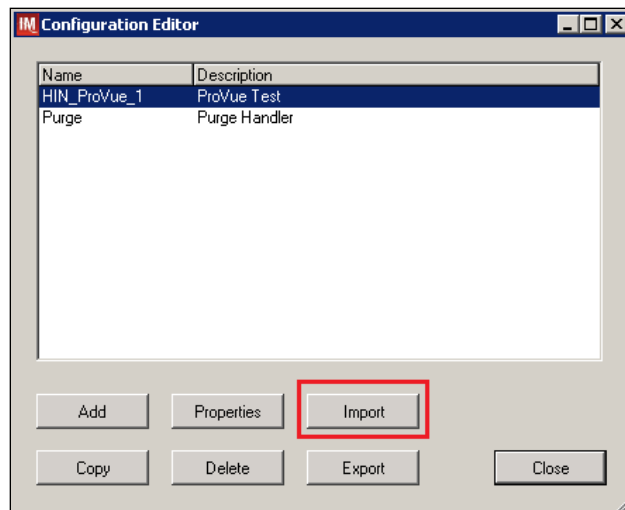 IM Configuration Editor
Name Description
HIN_ProVue_1 ProVue Test
Purge Purge Handler
Add Properties Import
Copy Delete Export Close